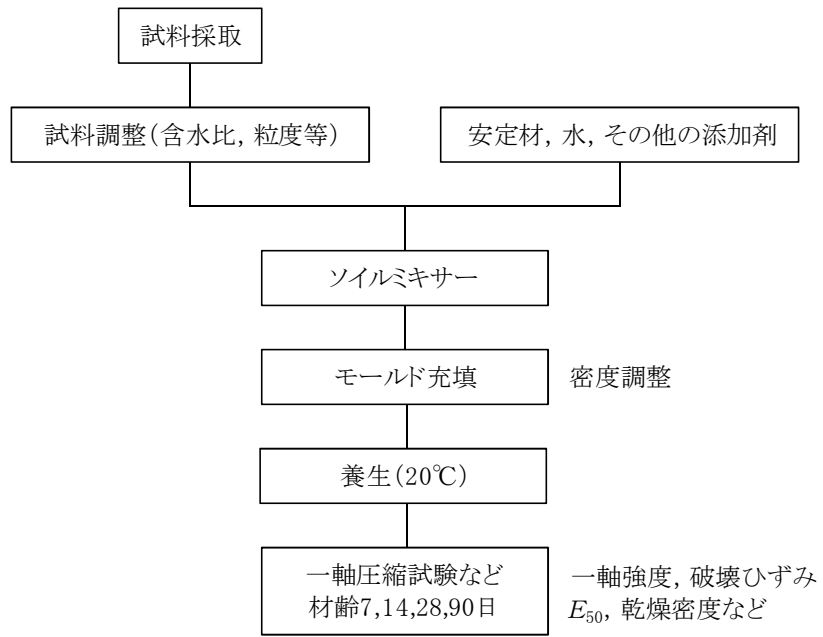 試料採取
試料調整(含水比, 粒度等)
安定材, 水, その他の添加剤
ソイルミキサー
モールド充填
密度調整
養生(20℃)
一軸圧縮試験など
材齢7,14,28,90日
一軸強度, 破壊ひずみ
E50, 乾燥密度など